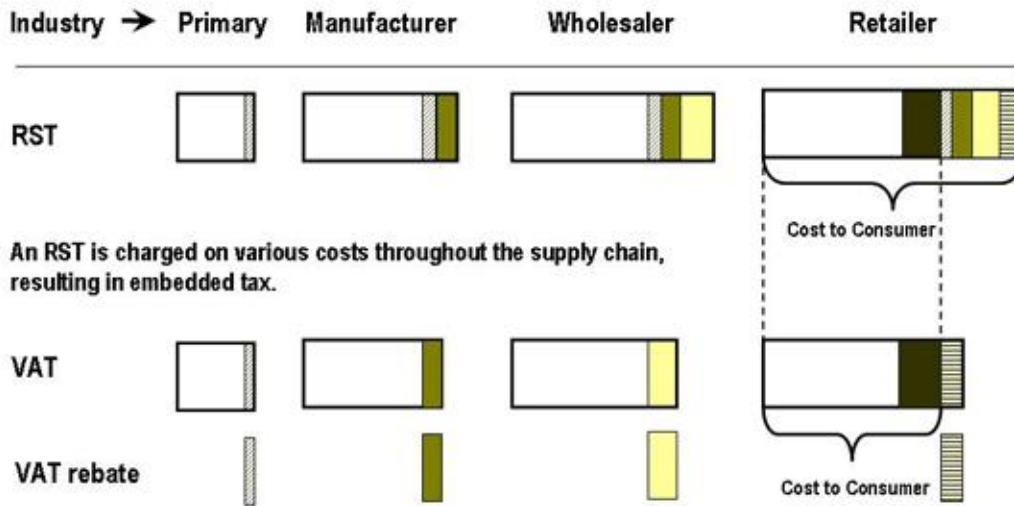 Industry → Primary Manufacturer Wholesaler Retailer
RST
Cost to Consumer
An RST is charged on various costs throughout the supply chain,
resulting in embedded tax.
VAT
VAT rebate
Cost to Consumer